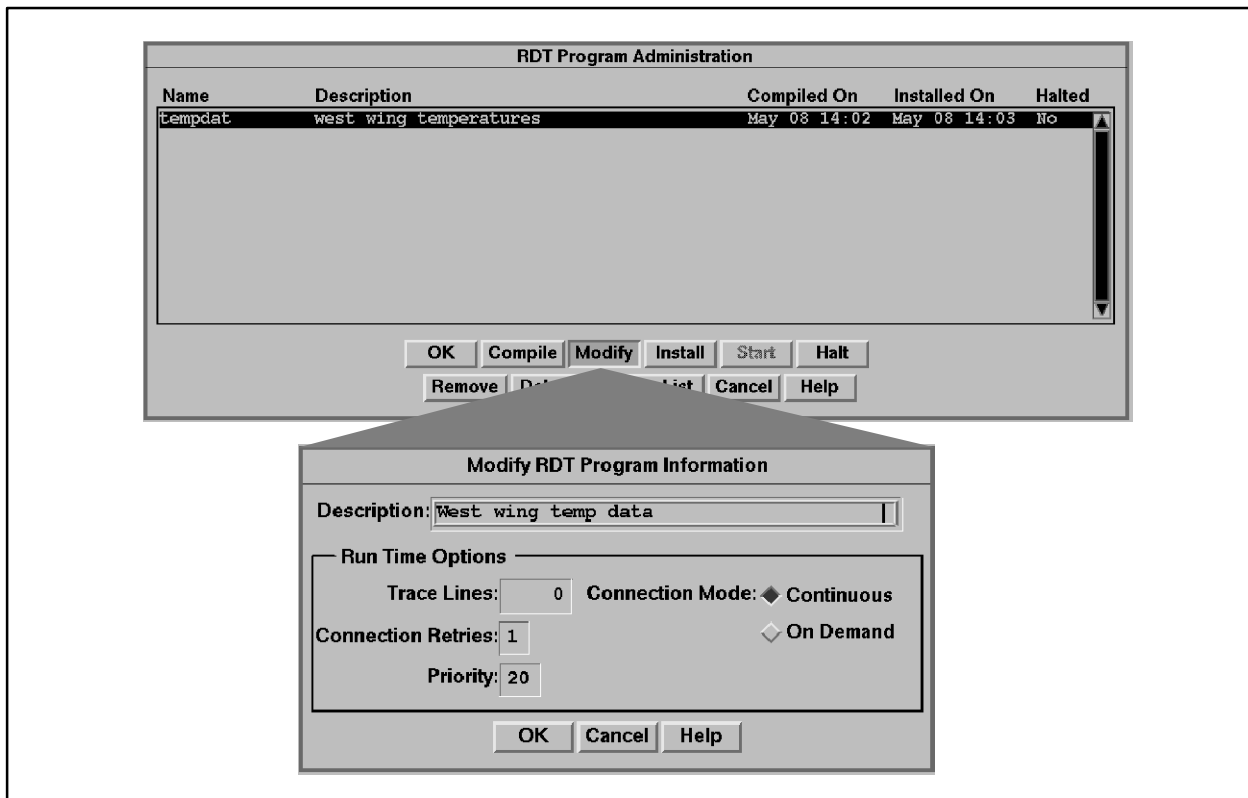 RDT Program Administration
Name Description Compiled On Installed On Halted
tempdat west wing temperatures May 08 14:02 May 08 14:03 No
OK Compile Modify Install Start Halt
Remove List Cancel Help
Modify RDT Program Information
Description: West wing temp data
Run Time Options
Trace Lines: 0 Connection Mode: Continuous
Connection Retries: 1 On Demand
Priority: 20
OK Cancel Help